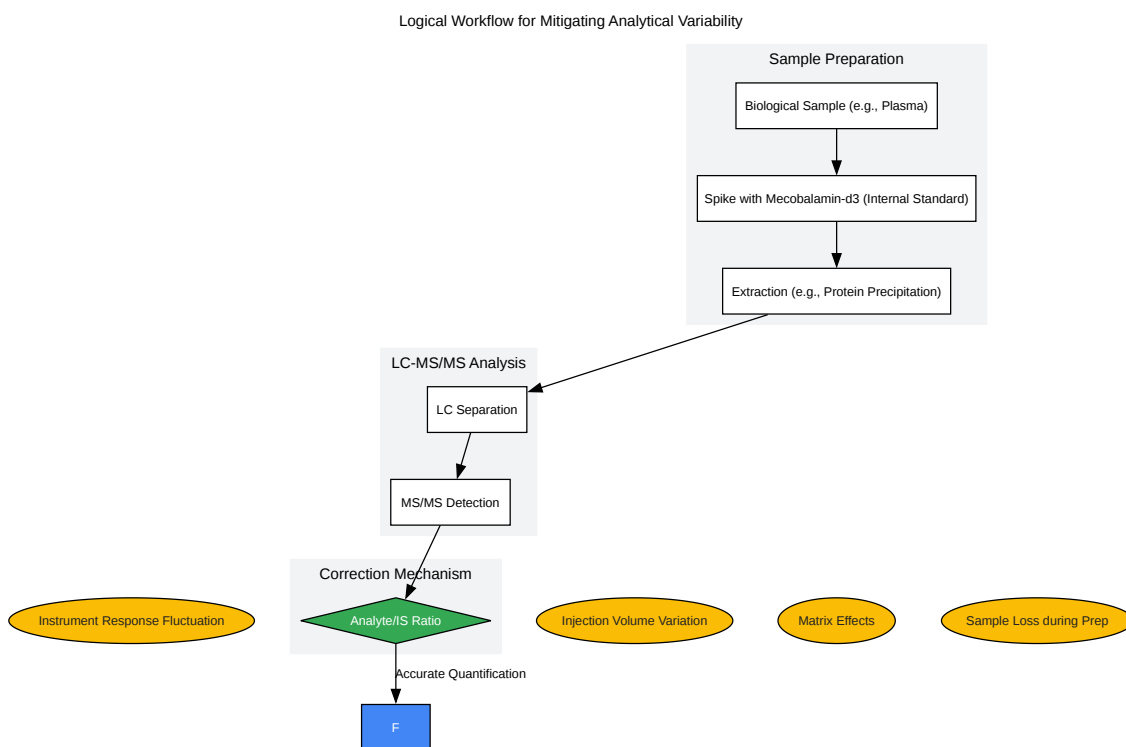 Logical Workflow for Mitigating Analytical Variability
Sample Preparation
Biological Sample (e.g., Plasma)
Spike with Mecobalamin-d3 (Internal Standard)
Extraction (e.g., Protein Precipitation)
LC-MS/MS Analysis
LC Separation
MS/MS Detection
Correction Mechanism
Instrument Response Fluctuation
Analyte/IS Ratio
Injection Volume Variation
Matrix Effects
Sample Loss during Prep
Accurate Quantification
F